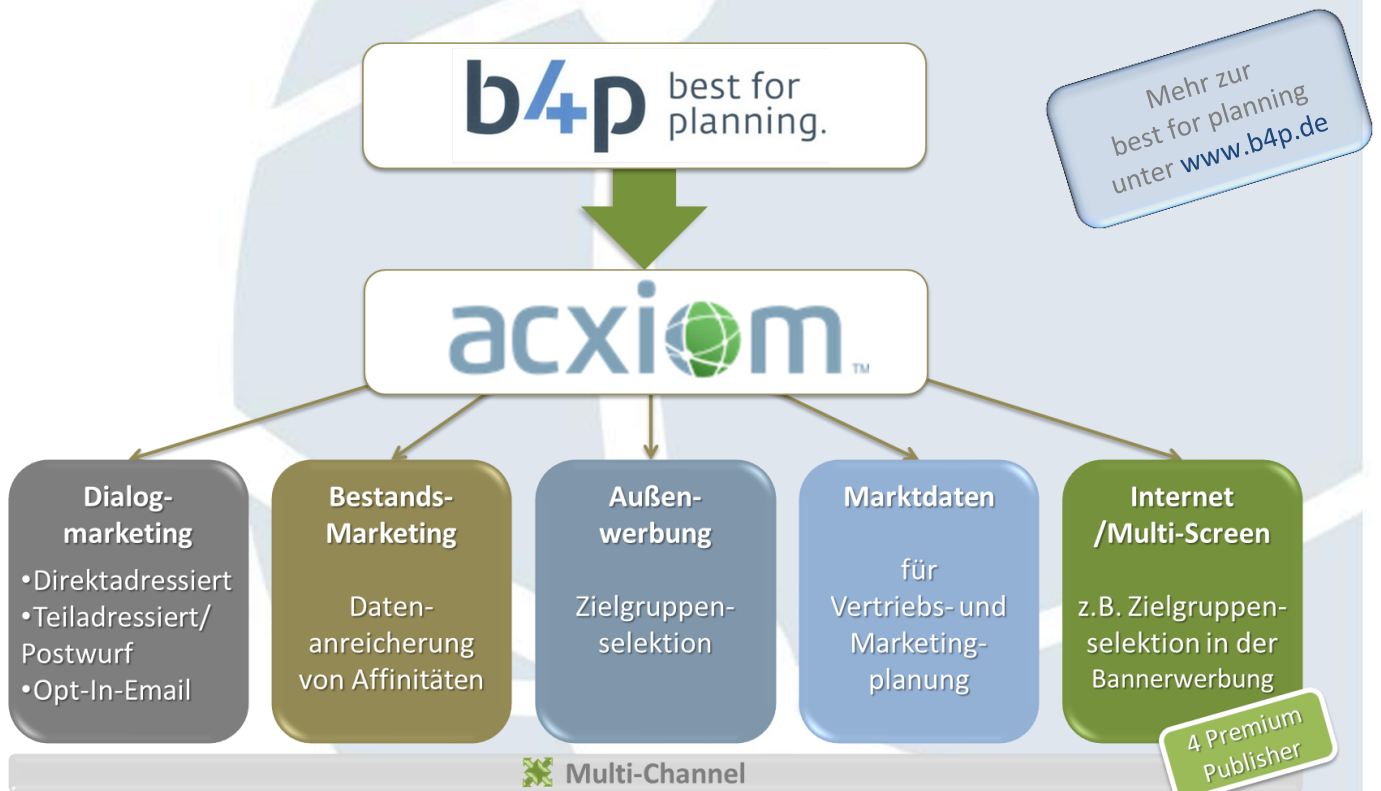 b4p best for
planning.
Mehr zur
best for planning
unter www.b4p.de
acxiom™
Dialog-
marketing
•Direktadressiert
•Teiladressiert/
Postwurf
•Opt-In-Email
Bestands-
Marketing
Daten-
anreicherung
von Affinitäten
Außen-
werbung
Zielgruppen-
selektion
Marktdaten
für
Vertriebs- und
Marketing-
planung
Internet
/Multi-Screen
z.B. Zielgruppen-
selektion in der
Bannerwerbung
4 Premium
Publisher
Multi-Channel